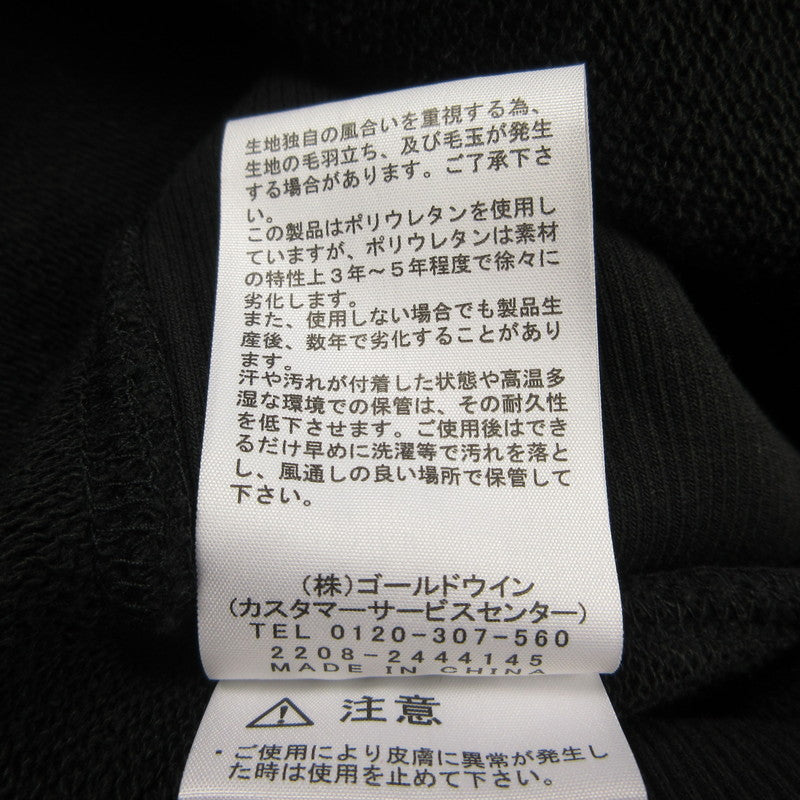 生地独自の風合いを重視する為、
生地の毛羽立ち、及び毛玉が発生
する場合があります。ご了承下さ
い。
この製品はポリウレタンを使用し
ていますが、ポリウレタンは素材
の特性上3年～5年程度で徐々に
劣化します。
また、使用しない場合でも製品生
産後、数年で劣化することがあり
ます。
汗や汚れが付着した状態や高温多
湿な環境での保管は、その耐久性
を低下させます。ご使用後はでき
るだけ早めに洗濯等で汚れを落と
し、風通しの良い場所で保管して
下さい。
(株)ゴールドウイン
(カスタマーサービスセンター)
TEL 0120-307-560
2208-2444145
MADE IN CHINA
注意
・ご使用により皮膚に異常が発生し
た時は使用を止めて下さい。